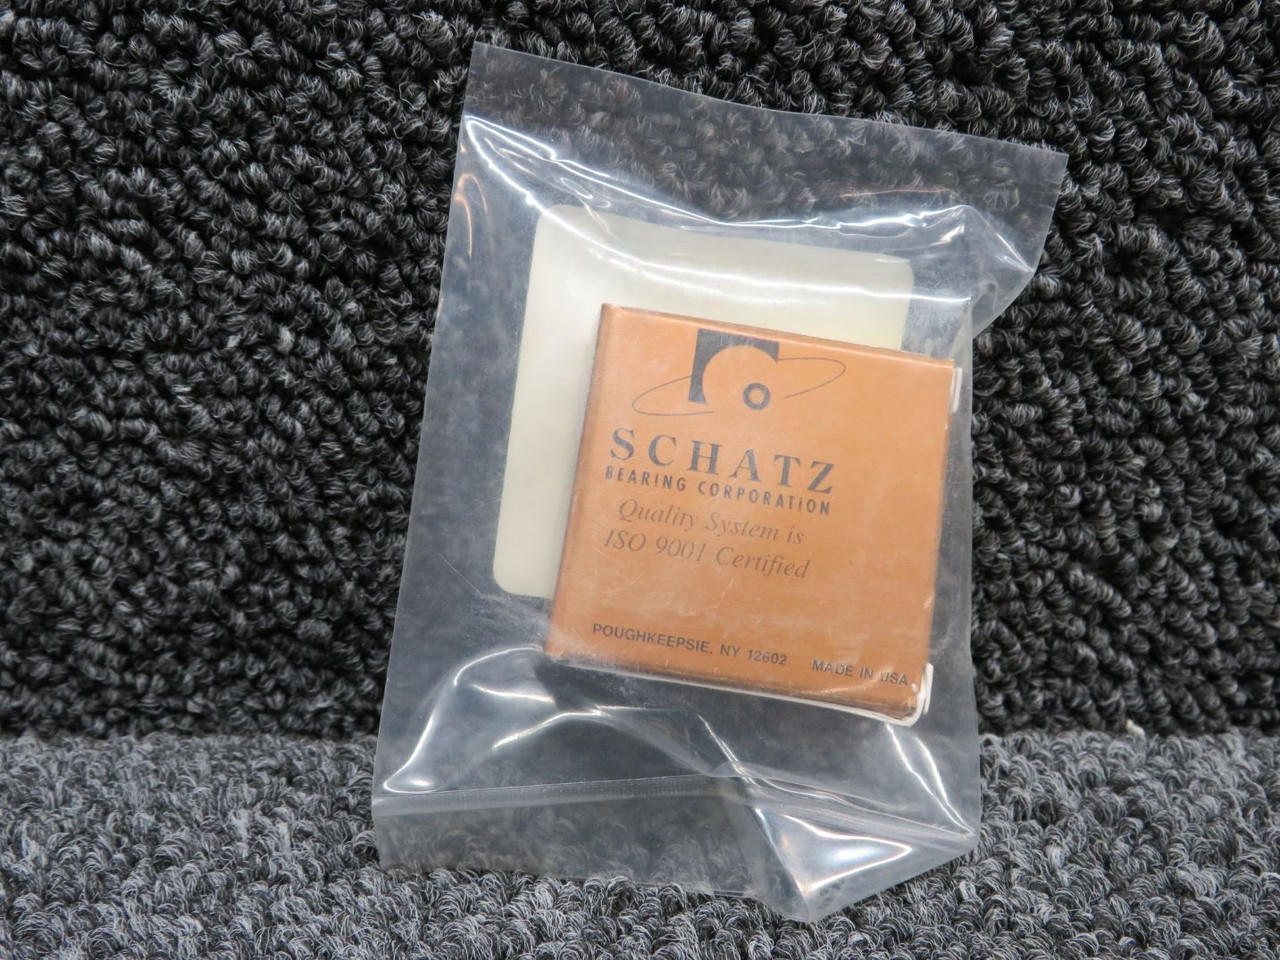 SCHATZ
BEARING CORPORATION
Quality System is
ISO 9001 Certified
POUGHKEEPSIE, NY 12602 MADE IN USA